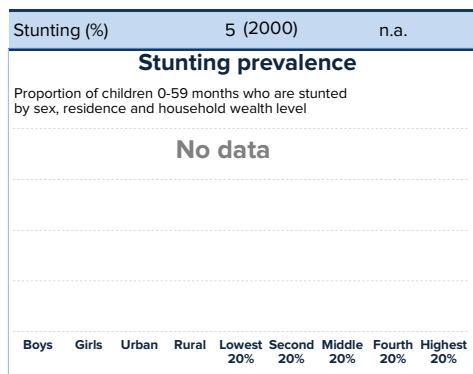 Stunting (%) 5 (2000) n.a.
Stunting prevalence
Proportion of children 0-59 months who are stunted
by sex, residence and household wealth level
No data
Boys Girls Urban Rural Lowest Second Middle Fourth Highest
20% 20% 20% 20% 20%